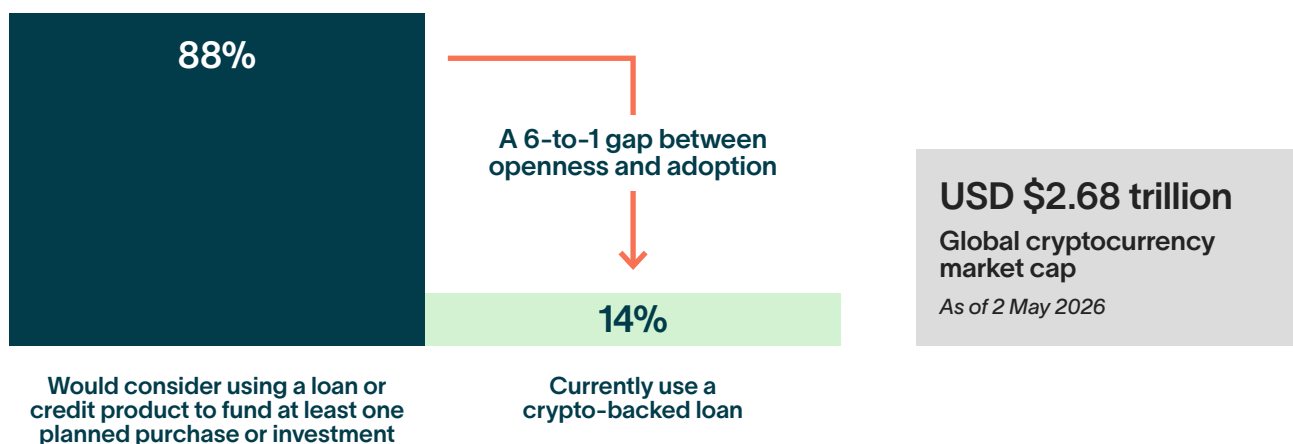 88%
A 6-to-1 gap between
openness and adoption
14%
Would consider using a loan or
credit product to fund at least one
planned purchase or investment
Currently use a
crypto-backed loan
USD $2.68 trillion
Global cryptocurrency
market cap
As of 2 May 2026